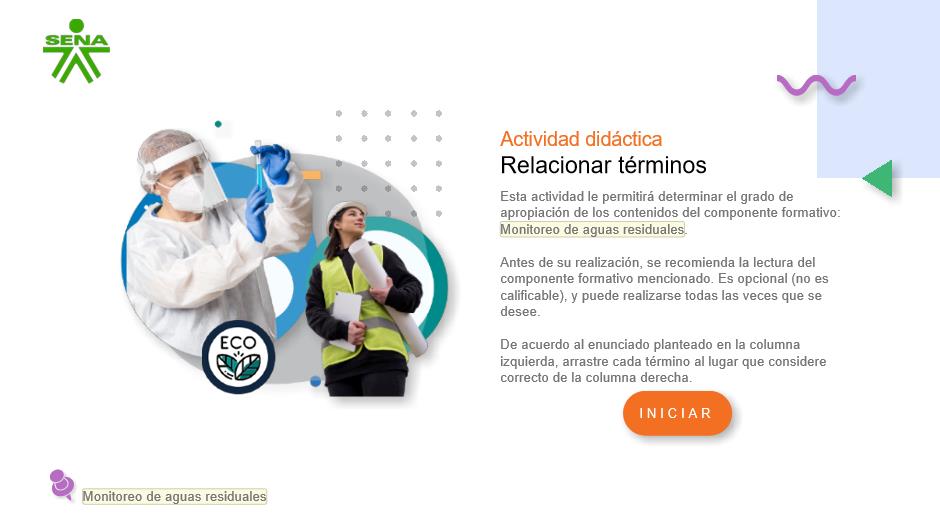 SENA
Actividad didáctica
Relacionar términos
Esta actividad le permitirá determinar el grado de
apropiación de los contenidos del componente formativo:
Monitoreo de aguas residuales.
Antes de su realización, se recomienda la lectura del
componente formativo mencionado. Es opcional (no es
calificable), y puede realizarse todas las veces que se
desee.
De acuerdo al enunciado planteado en la columna
izquierda, arrastre cada término al lugar que considere
correcto de la columna derecha.
ECO
INICIAR
Monitoreo de aguas residuales